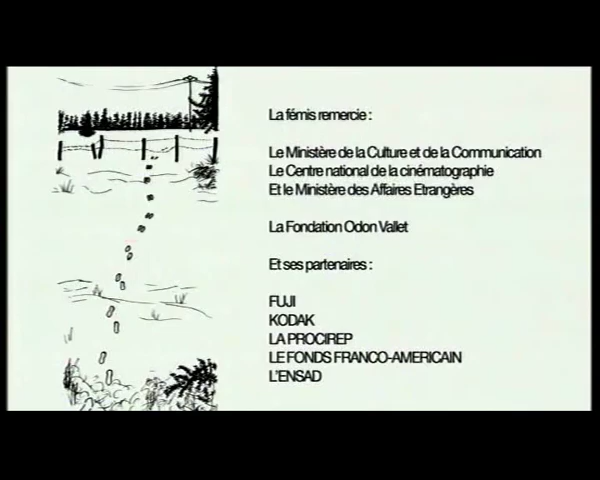 La fémis remercie :
Le Ministère de la Culture et de la Communication
Le Centre national de la cinématographie
Et le Ministère des Affaires Etrangères
La Fondation Odon Vallet
Et ses partenaires :
FUJI
KODAK
LA PROCIREP
LE FONDS FRANCO-AMERICAIN
L'ENSAD